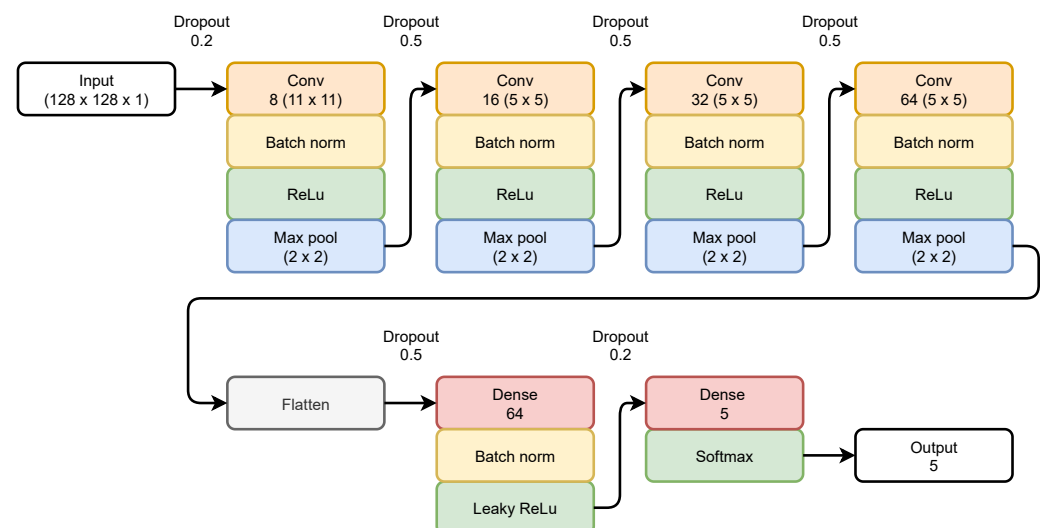 Dropout
0.2
Dropout
0.5
Dropout
0.5
Dropout
0.5
Input
(128 x 128 x 1)
Conv
8 (11 x 11)
Batch norm
ReLu
Max pool
(2 x 2)
Conv
16 (5 x 5)
Batch norm
ReLu
Max pool
(2 x 2)
Conv
32 (5 x 5)
Batch norm
ReLu
Max pool
(2 x 2)
Conv
64 (5 x 5)
Batch norm
ReLu
Max pool
(2 x 2)
Dropout
0.5
Dropout
0.2
Flatten
Dense
64
Batch norm
Leaky ReLu
Dense
5
Softmax
Output
5